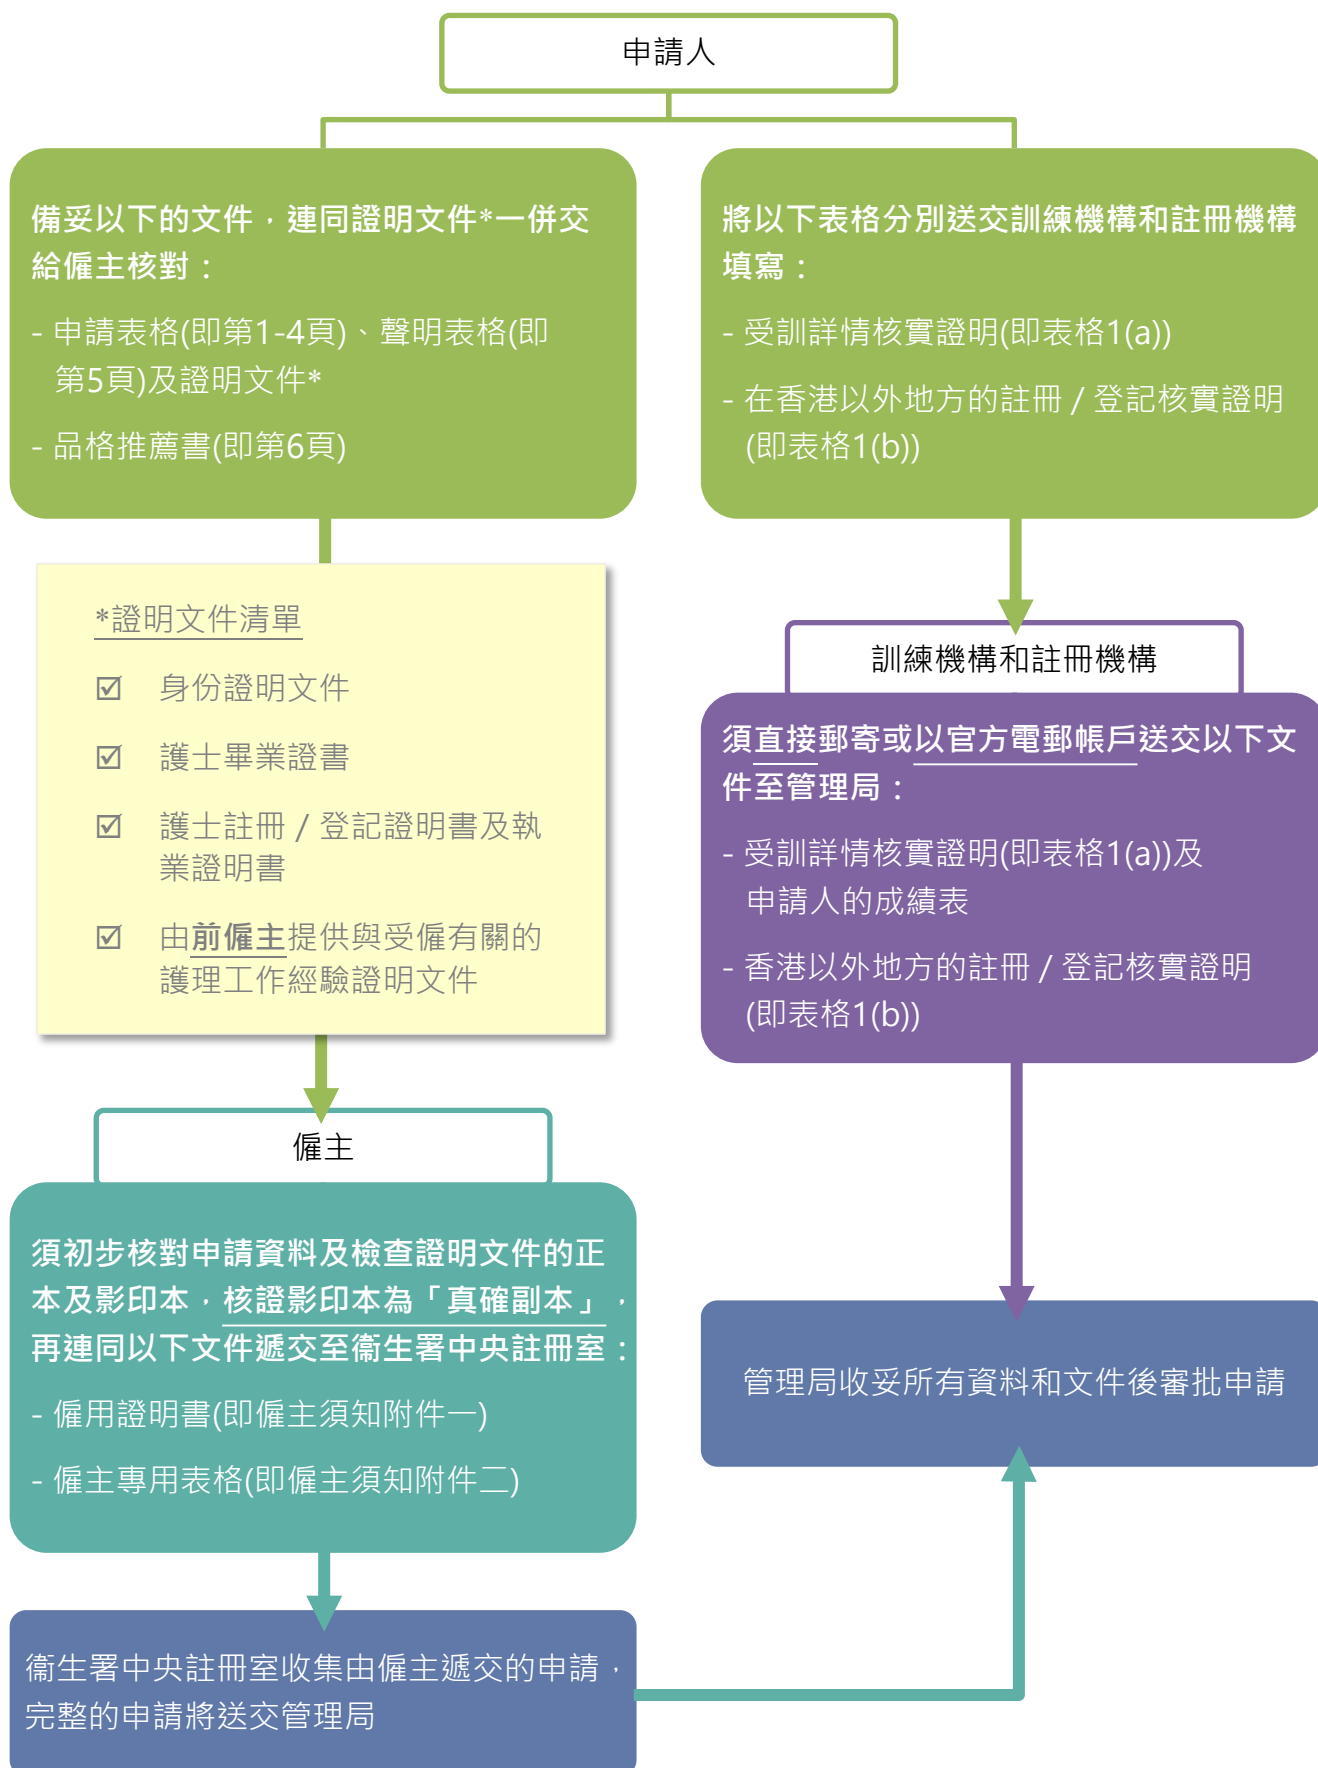 申請人
備妥以下的文件，連同證明文件*一併交
給僱主核對：
- 申請表格(即第1-4頁)、聲明表格(即
第5頁)及證明文件*
- 品格推薦書(即第6頁)
*證明文件清單
☑ 身份證明文件
☑ 護士畢業證書
☑ 護士註冊 / 登記證明書及執
業證明書
☑ 由前僱主提供與受僱有關的
護理工作經驗證明文件
僱主
須初步核對申請資料及檢查證明文件的正
本及影印本，核證影印本為「真確副本」，
再連同以下文件遞交至衞生署中央註冊室：
- 僱用證明書(即僱主須知附件一)
- 僱主專用表格(即僱主須知附件二)
衞生署中央註冊室收集由僱主遞交的申請，
完整的申請將送交管理局
將以下表格分別送交訓練機構和註冊機構
填寫：
- 受訓詳情核實證明(即表格1(a))
- 在香港以外地方的註冊 / 登記核實證明
(即表格1(b))
訓練機構和註冊機構
須直接郵寄或以官方電郵帳戶送交以下文
件至管理局：
- 受訓詳情核實證明(即表格1(a))及
申請人的成績表
- 香港以外地方的註冊 / 登記核實證明
(即表格1(b))
管理局收妥所有資料和文件後審批申請